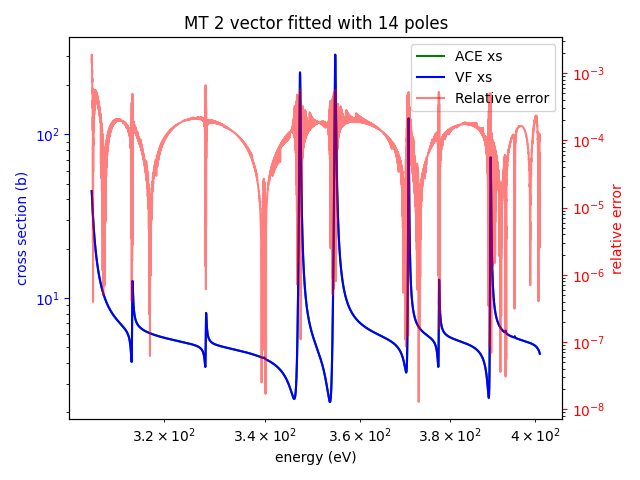 MT 2 vector fitted with 14 poles
ACE xs
VF xs
Relative error
10²
10¹
cross section (b)
10⁻³
10⁻⁴
10⁻⁵
10⁻⁶
10⁻⁷
10⁻⁸
relative error
3.2 × 10² 3.4 × 10² 3.6 × 10² 3.8 × 10² 4 × 10²
energy (eV)